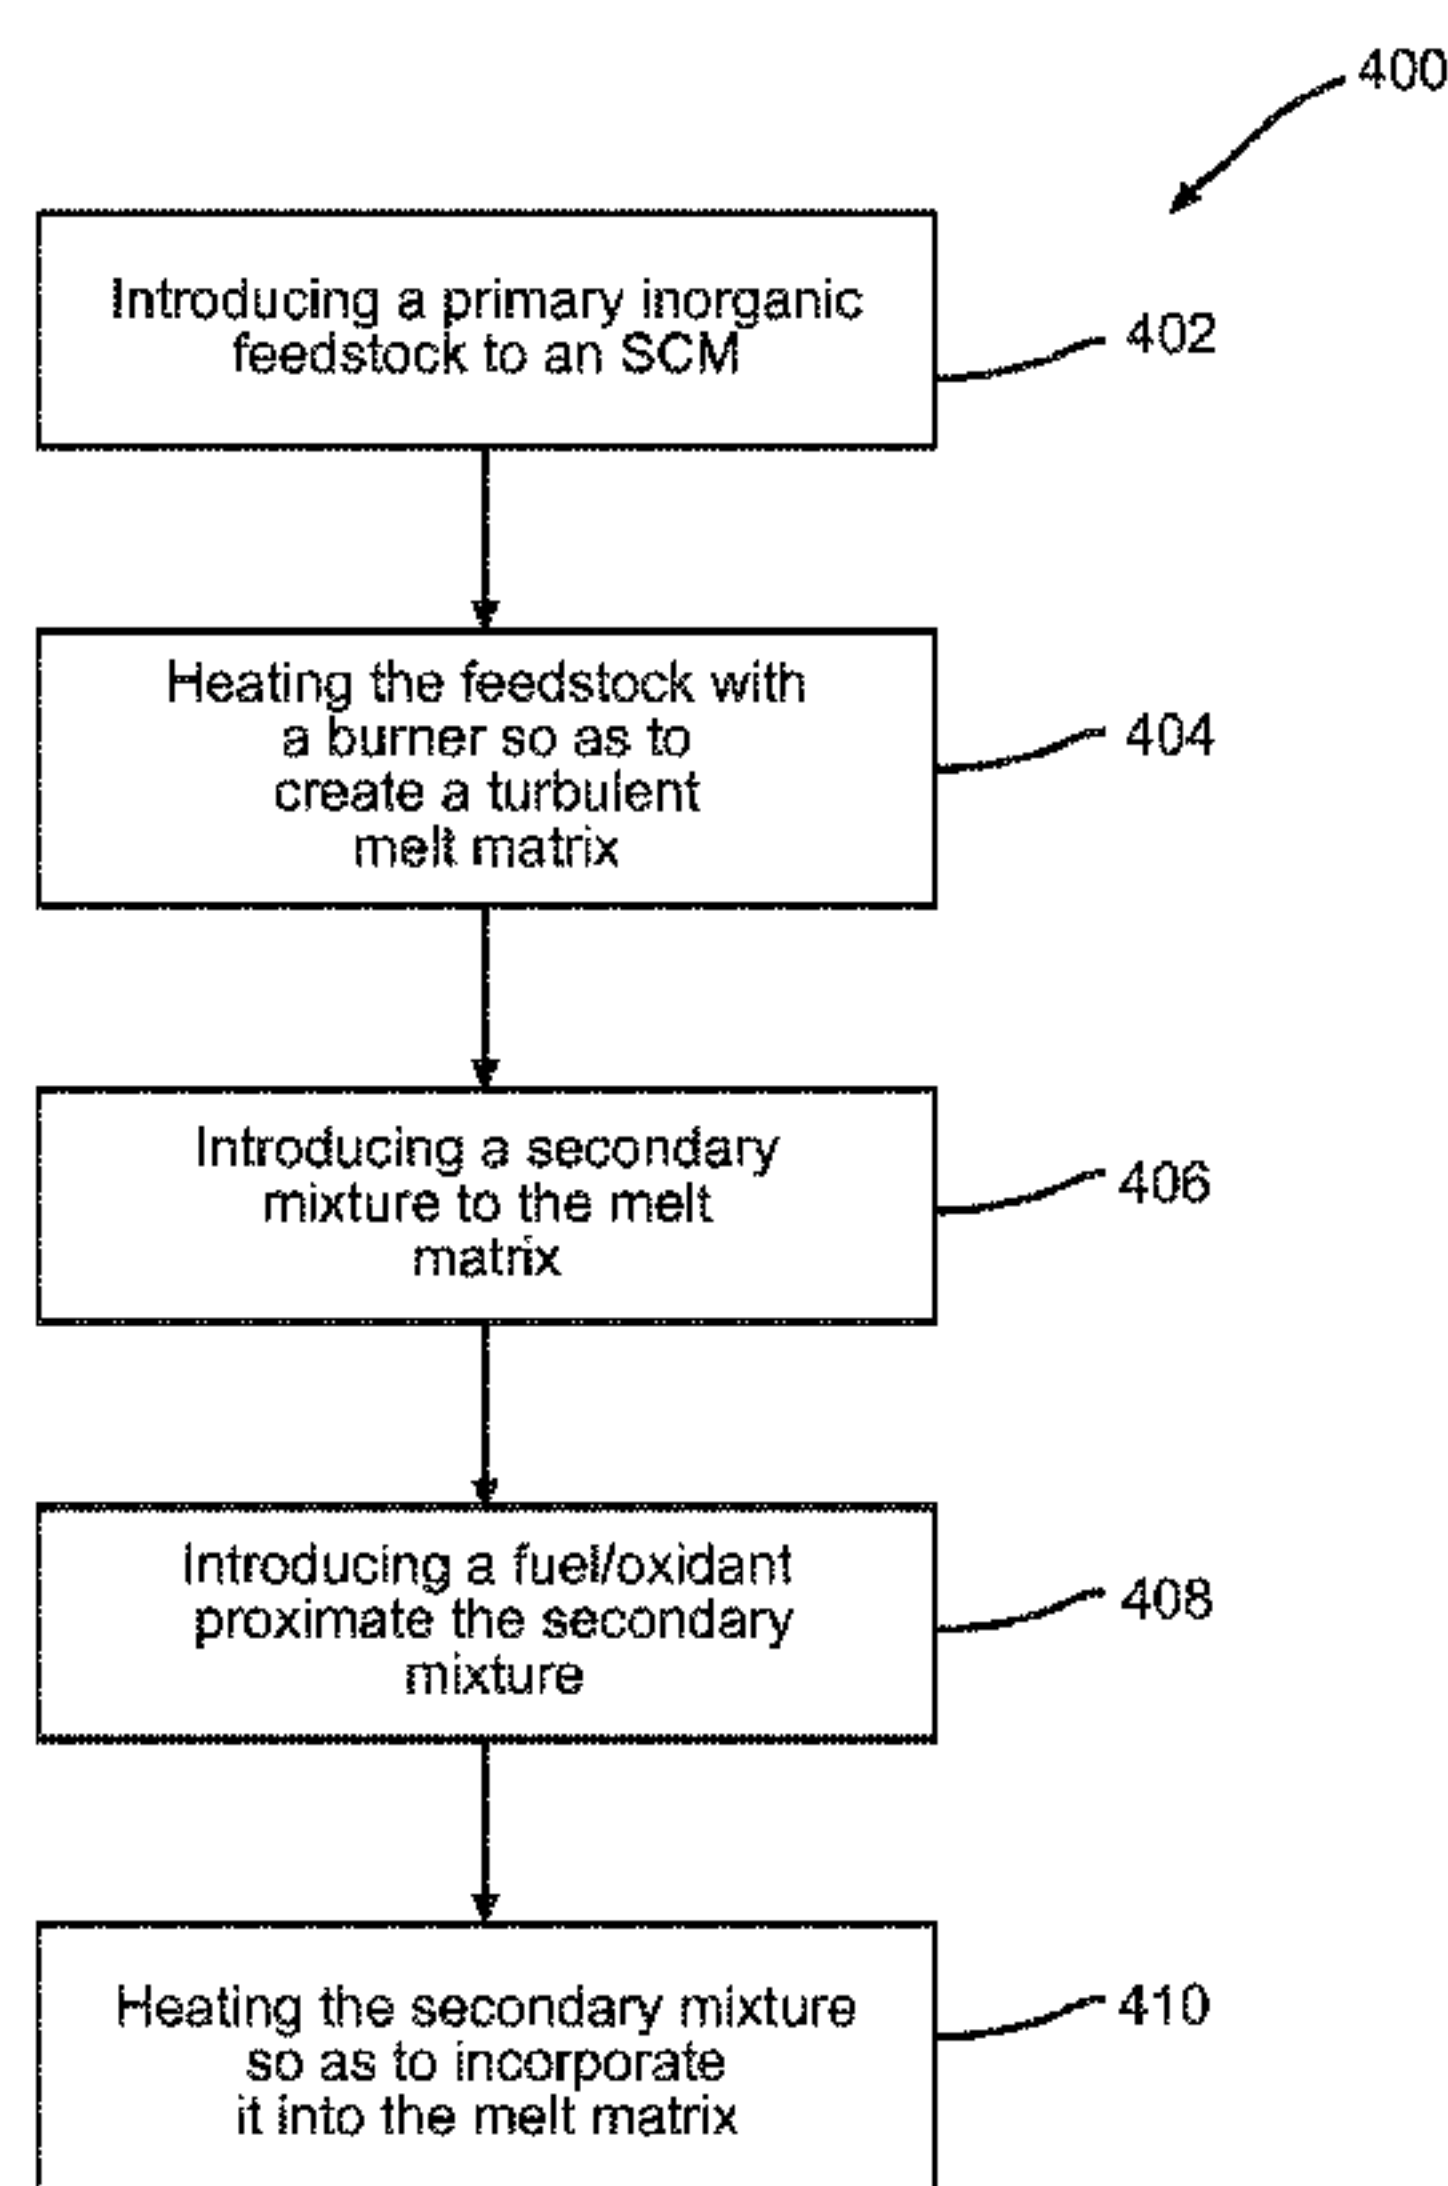 400
Introducing a primary inorganic
feedstock to an SCM
402
Heating the feedstock with
a burner so as to
create a turbulent
melt matrix
404
Introducing a secondary
mixture to the melt
matrix
406
Introducing a fuel/oxidant
proximate the secondary
mixture
408
Heating the secondary mixture
so as to incorporate
it into the melt matrix
410